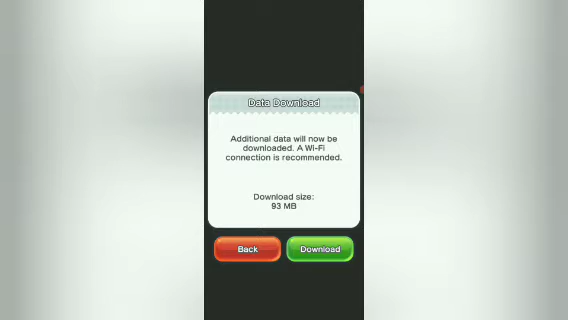 Data Download
Additional data will now be
downloaded. A Wi-Fi
connection is recommended.
Download size:
93 MB
Back
Download